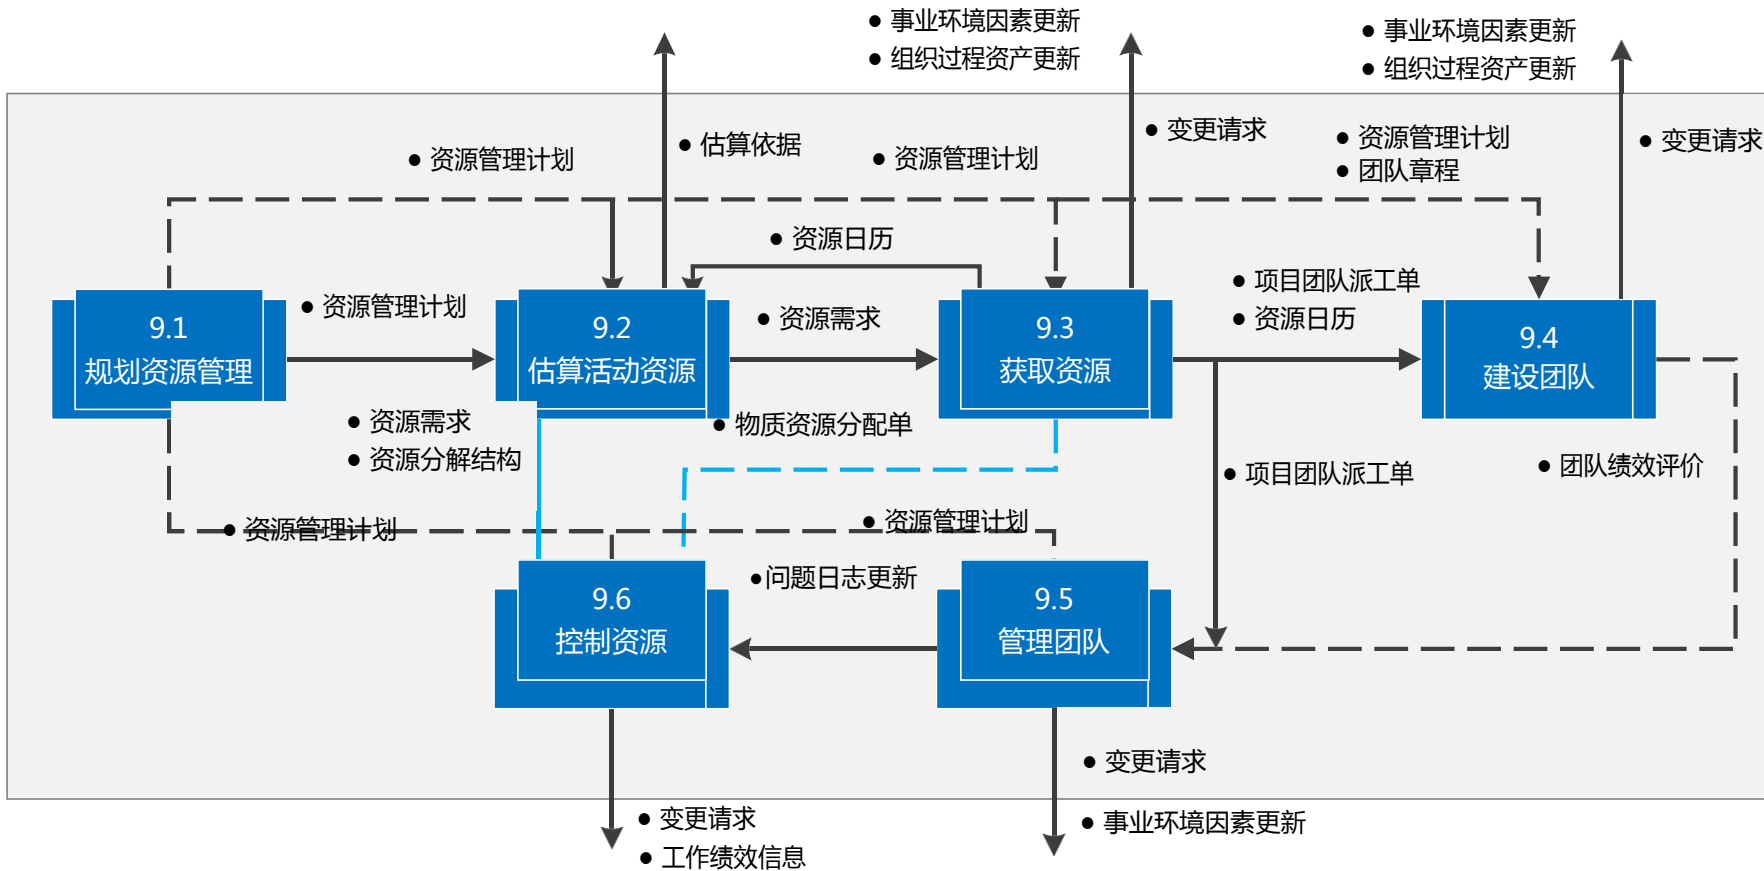 ● 事业环境因素更新
● 组织过程资产更新
● 事业环境因素更新
● 组织过程资产更新
● 资源管理计划
● 估算依据
● 资源管理计划
● 变更请求
● 资源管理计划
● 团队章程
● 变更请求
● 资源日历
● 资源管理计划
● 资源需求
● 项目团队派工单
● 资源日历
9.1
规划资源管理
9.2
估算活动资源
9.3
获取资源
9.4
建设团队
● 资源需求
● 资源分解结构
● 物质资源分配单
● 项目团队派工单
● 团队绩效评价
● 资源管理计划
● 资源管理计划
●问题日志更新
9.6
控制资源
9.5
管理团队
● 变更请求
● 事业环境因素更新
● 变更请求
● 工作绩效信息